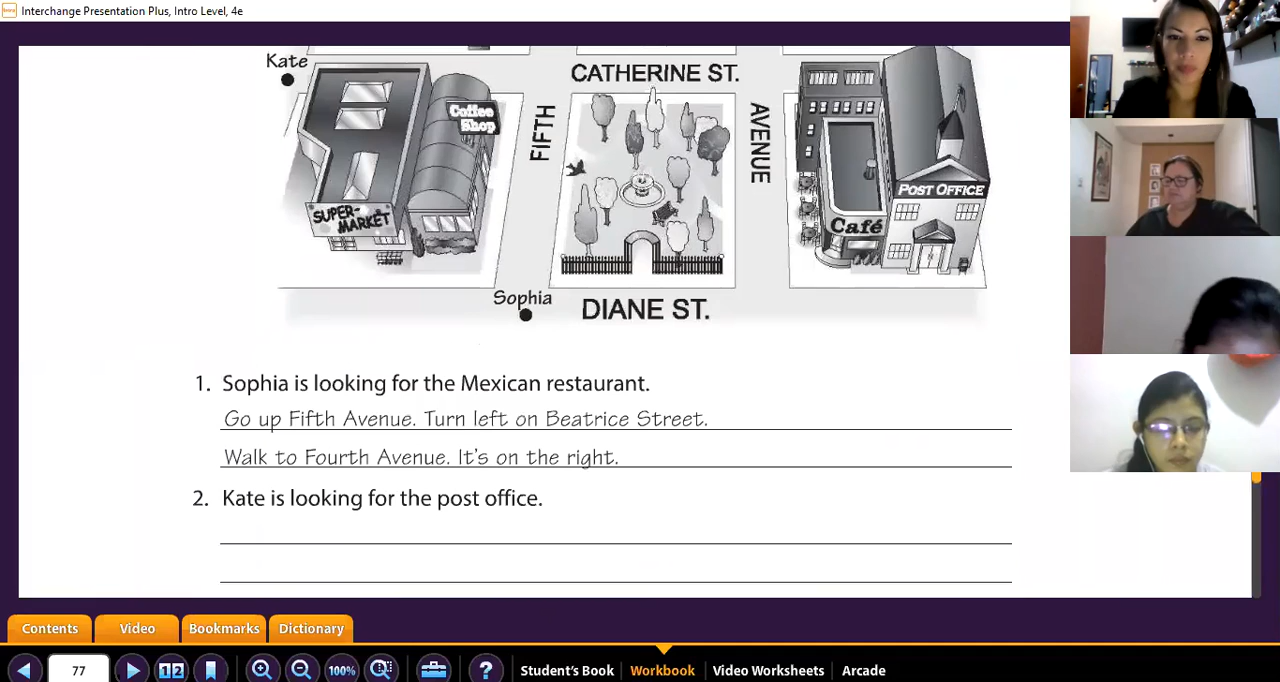 Interchange Presentation Plus, Intro Level, 4e
Kate
CATHERINE ST.
Coffee
Shop
FIFTH
AVENUE
SUPER-
MARKET
POST OFFICE
Café
Sophia
DIANE ST.
1. Sophia is looking for the Mexican restaurant.
Go up Fifth Avenue. Turn left on Beatrice Street.
Walk to Fourth Avenue. It's on the right.
2. Kate is looking for the post office.
Contents Video Bookmarks Dictionary
77 1 2 100% ? Student's Book Workbook Video Worksheets Arcade